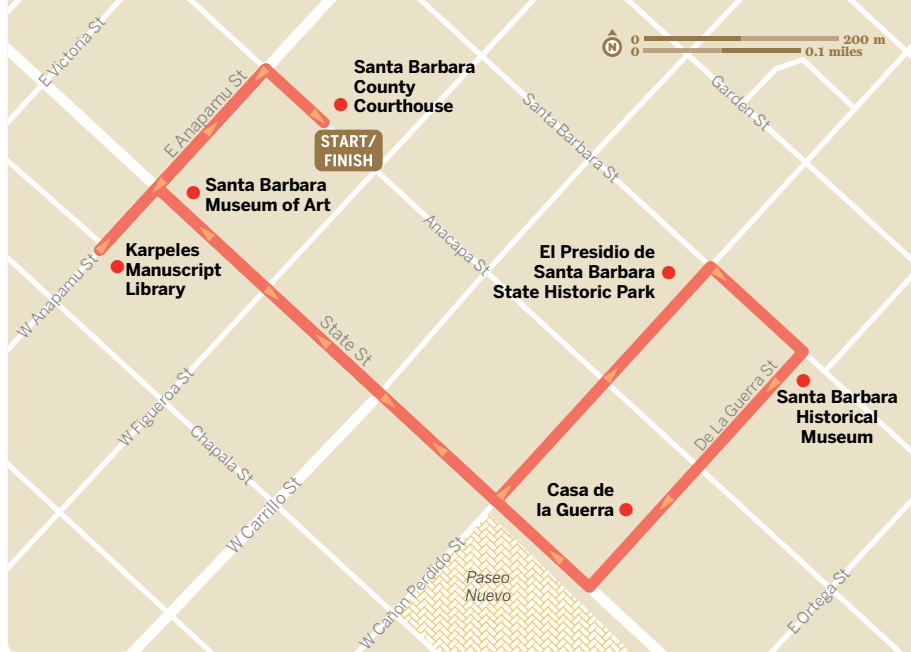 E Victoria St
0 200 m
N
0 0.1 miles
Santa Barbara
County
Courthouse
E Anapamu St
Garden St
Santa Barbara St
START/
FINISH
Santa Barbara
Museum of Art
Anacapa St
Karpeles
Manuscript
Library
W Anapamu St
El Presidio de
Santa Barbara
State Historic Park
State St
De La Guerra St
Santa Barbara
Historical
Museum
W Figueroa St
Chapala St
W Carrillo St
Casa de
la Guerra
W Cañon Perdido St
Paseo
Nuevo
E Ortega St